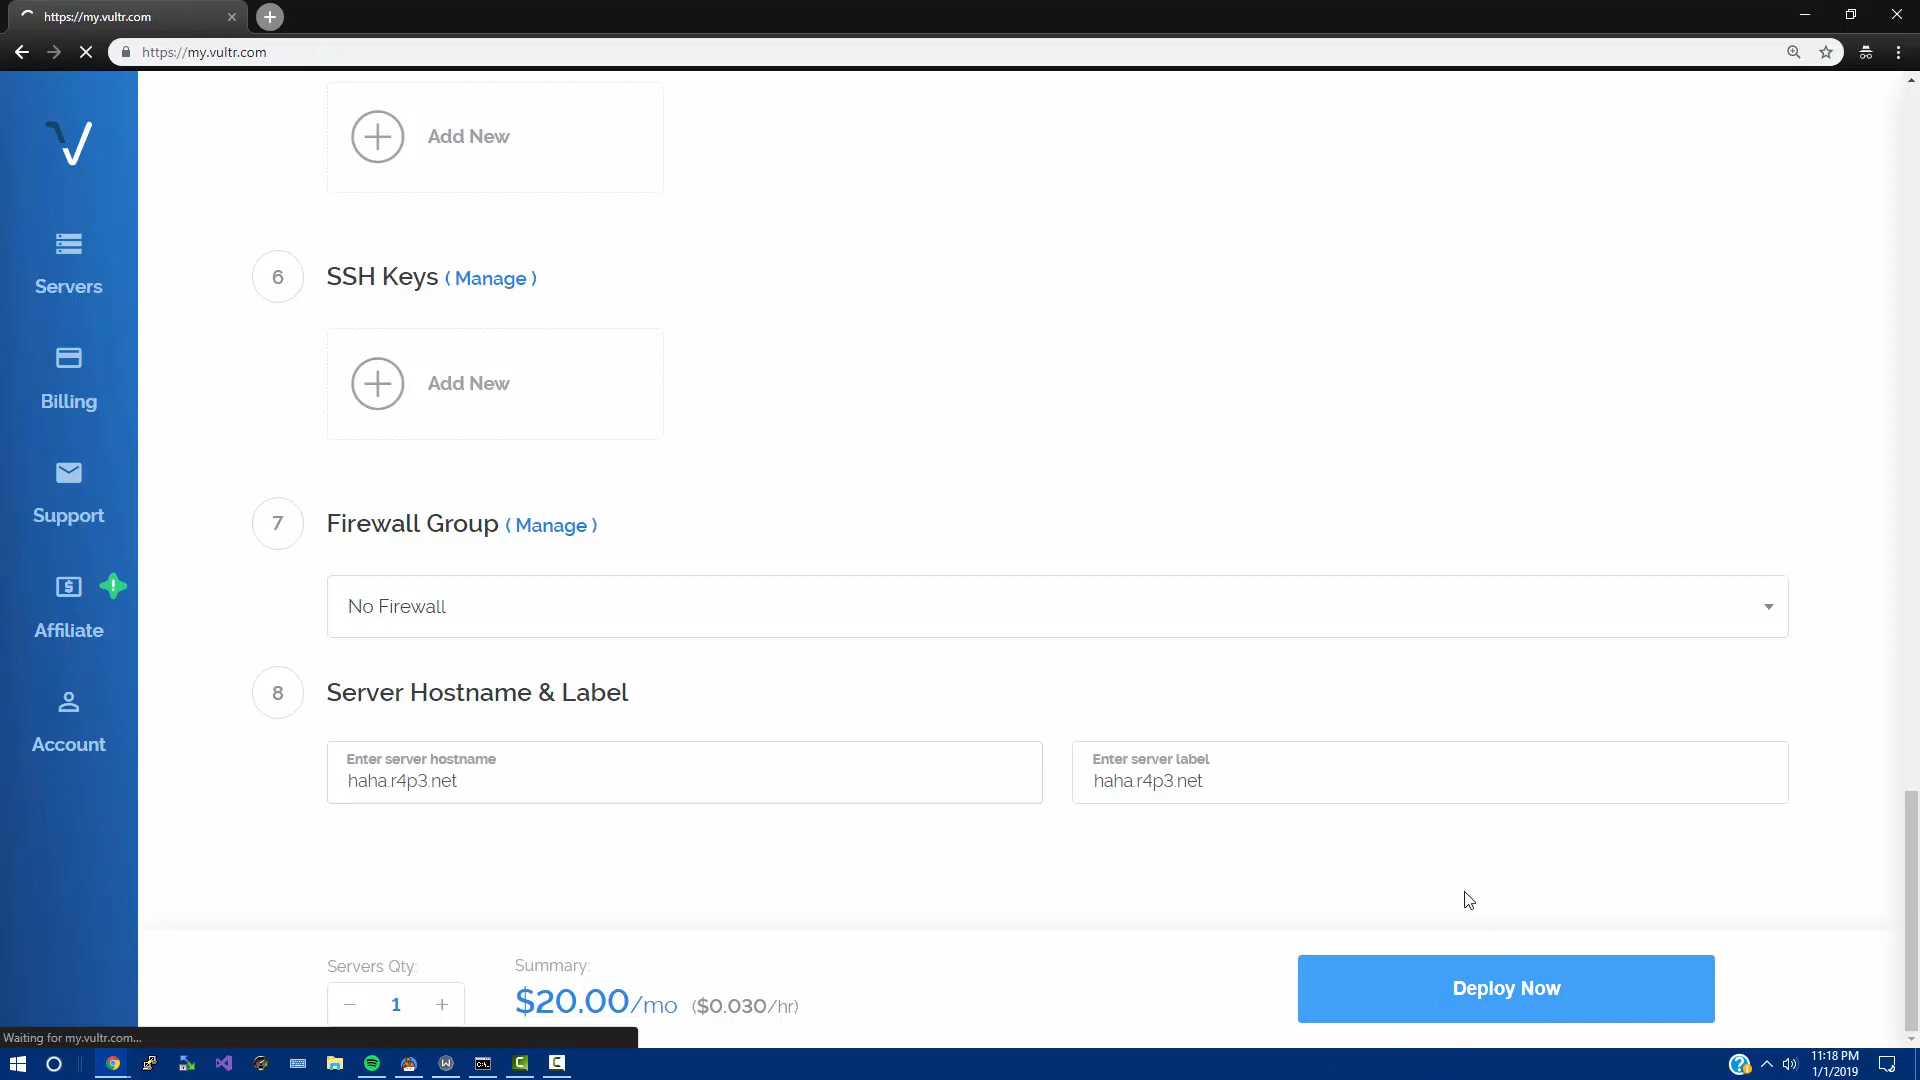 https://my.vultr.com
https://my.vultr.com
Servers
Billing
Support
Affiliate
Account
Add New
6
SSH Keys ( Manage )
Add New
7
Firewall Group ( Manage )
No Firewall
8
Server Hostname & Label
Enter server hostname
haha.r4p3.net
Enter server label
haha.r4p3.net
Servers Qty:
1
Summary:
$20.00/mo ($0.030/hr)
Deploy Now
Waiting for my.vultr.com...
11:18 PM
1/1/2019